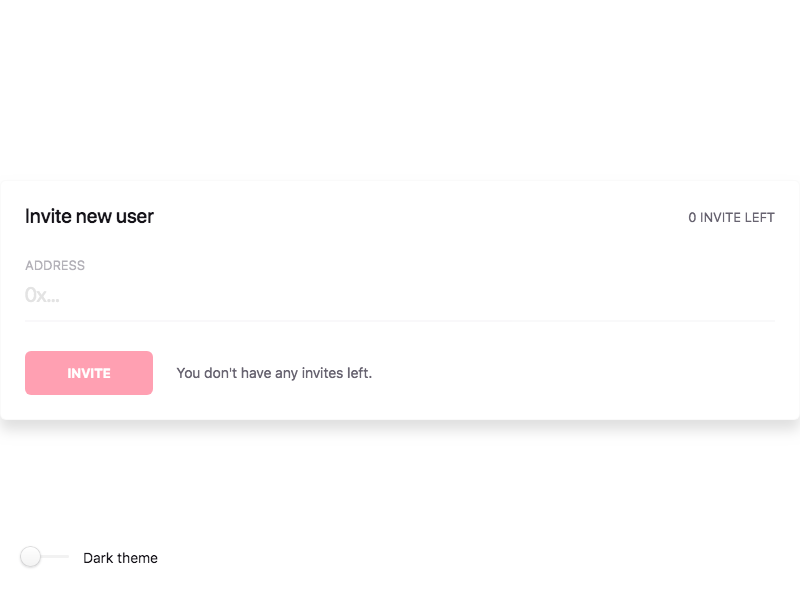 Invite new user
0 INVITE LEFT
ADDRESS
0x...
INVITE
You don't have any invites left.
Dark theme